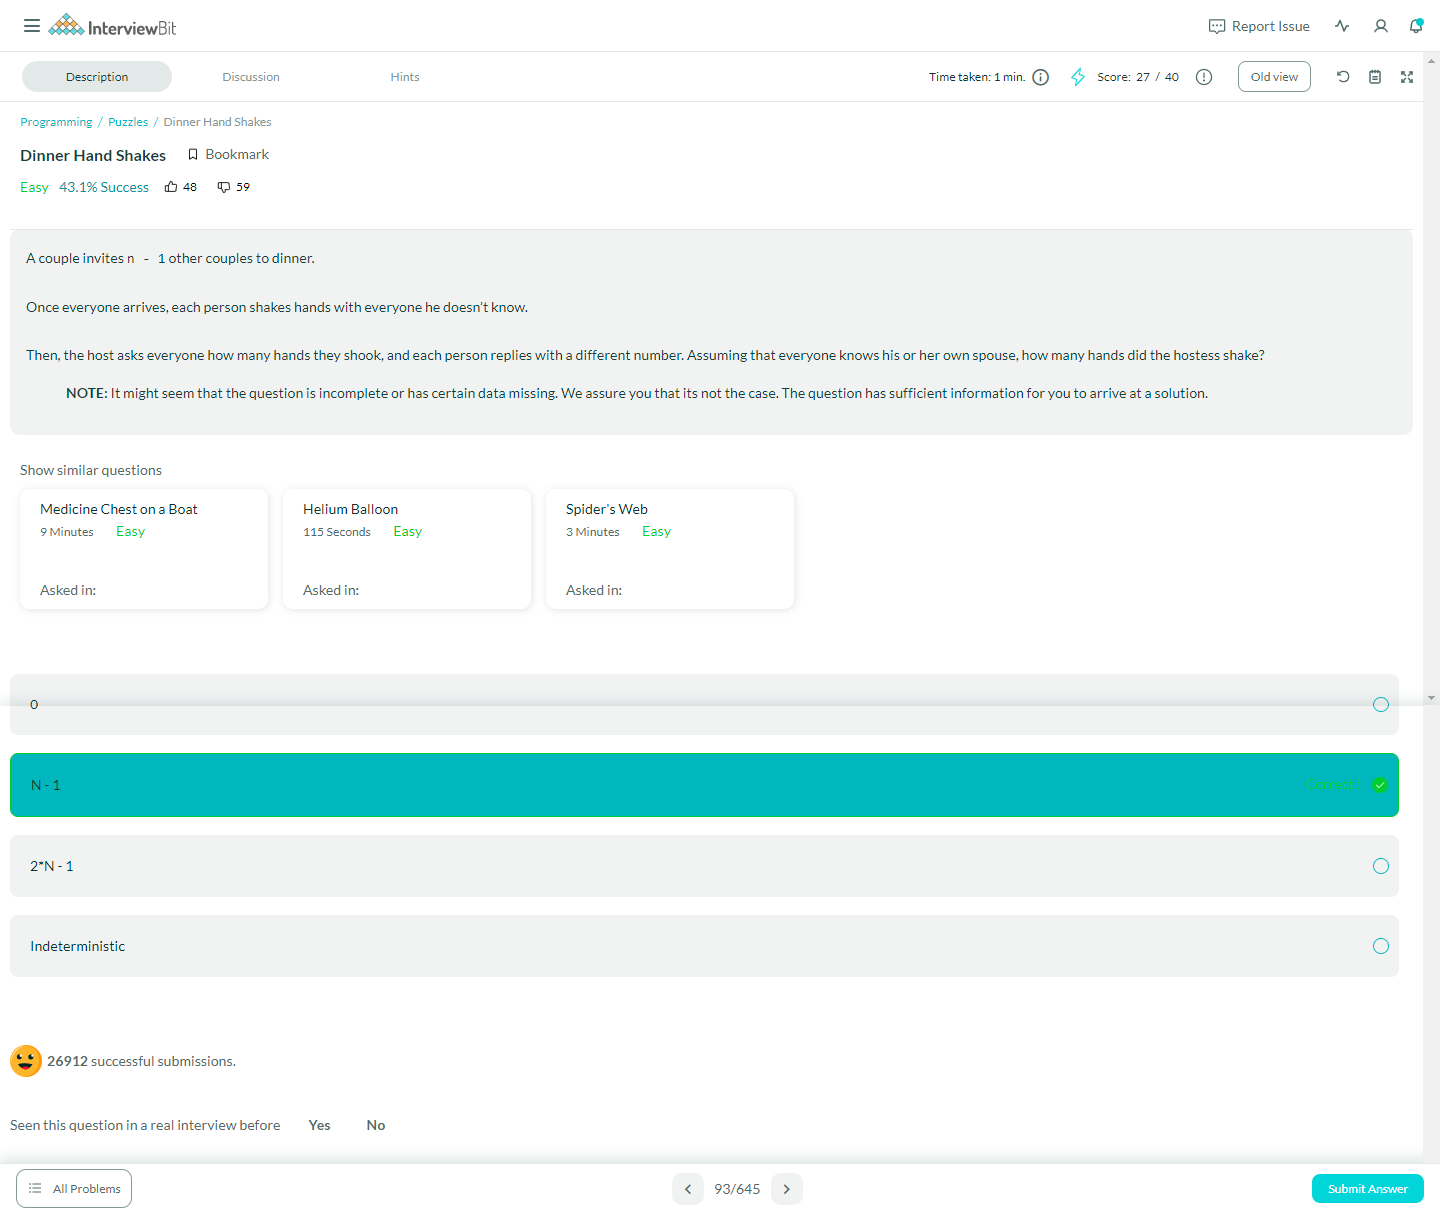 InterviewBit
Report Issue
Description
Discussion
Hints
Time taken: 1 min.
Score: 27 / 40
Old view
Programming / Puzzles / Dinner Hand Shakes
Dinner Hand Shakes
Bookmark
Easy 43.1% Success 48 59
A couple invites n - 1 other couples to dinner.
Once everyone arrives, each person shakes hands with everyone he doesn't know.
Then, the host asks everyone how many hands they shook, and each person replies with a different number. Assuming that everyone knows his or her own spouse, how many hands did the hostess shake?
NOTE: It might seem that the question is incomplete or has certain data missing. We assure you that its not the case. The question has sufficient information for you to arrive at a solution.
Show similar questions
Medicine Chest on a Boat
9 Minutes Easy
Asked in:
Helium Balloon
115 Seconds Easy
Asked in:
Spider's Web
3 Minutes Easy
Asked in:
0
N - 1
Correct!
2*N - 1
Indeterministic
26912 successful submissions.
Seen this question in a real interview before Yes No
All Problems
93/645
Submit Answer